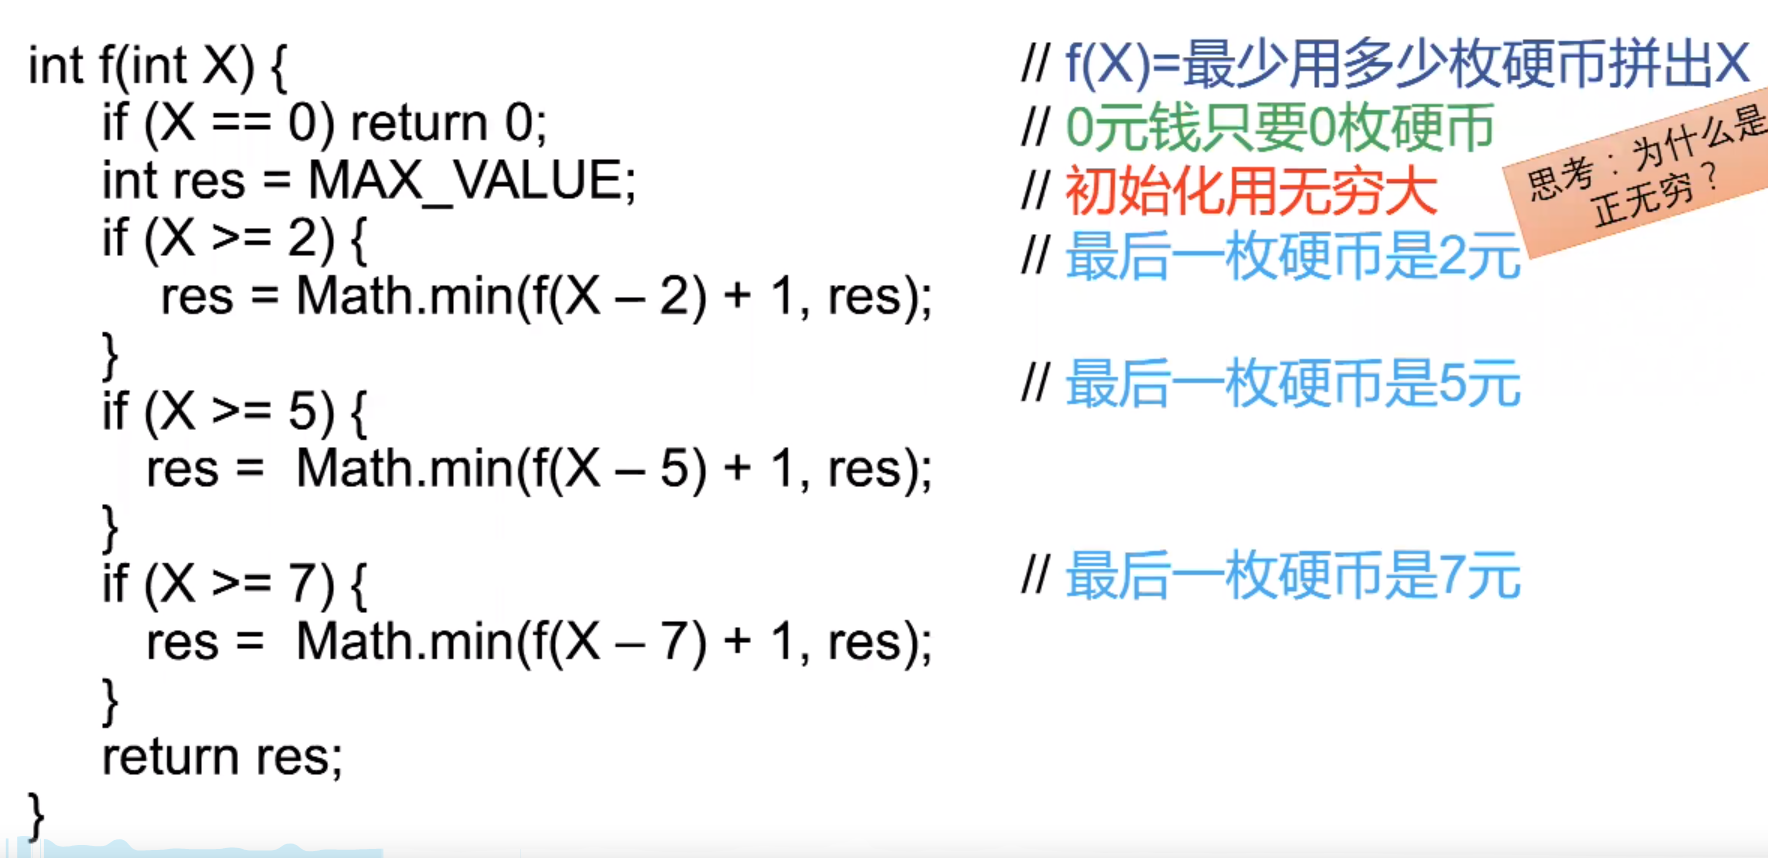 int f(int X) { // f(X)=最少用多少枚硬币拼出X
if (X == 0) return 0; // 0元钱只要0枚硬币
int res = MAX_VALUE; // 初始化用无穷大
思考：为什么是
正无穷？
if (X >= 2) { // 最后一枚硬币是2元
res = Math.min(f(X – 2) + 1, res);
}
if (X >= 5) { // 最后一枚硬币是5元
res = Math.min(f(X – 5) + 1, res);
}
if (X >= 7) { // 最后一枚硬币是7元
res = Math.min(f(X – 7) + 1, res);
}
return res;
}